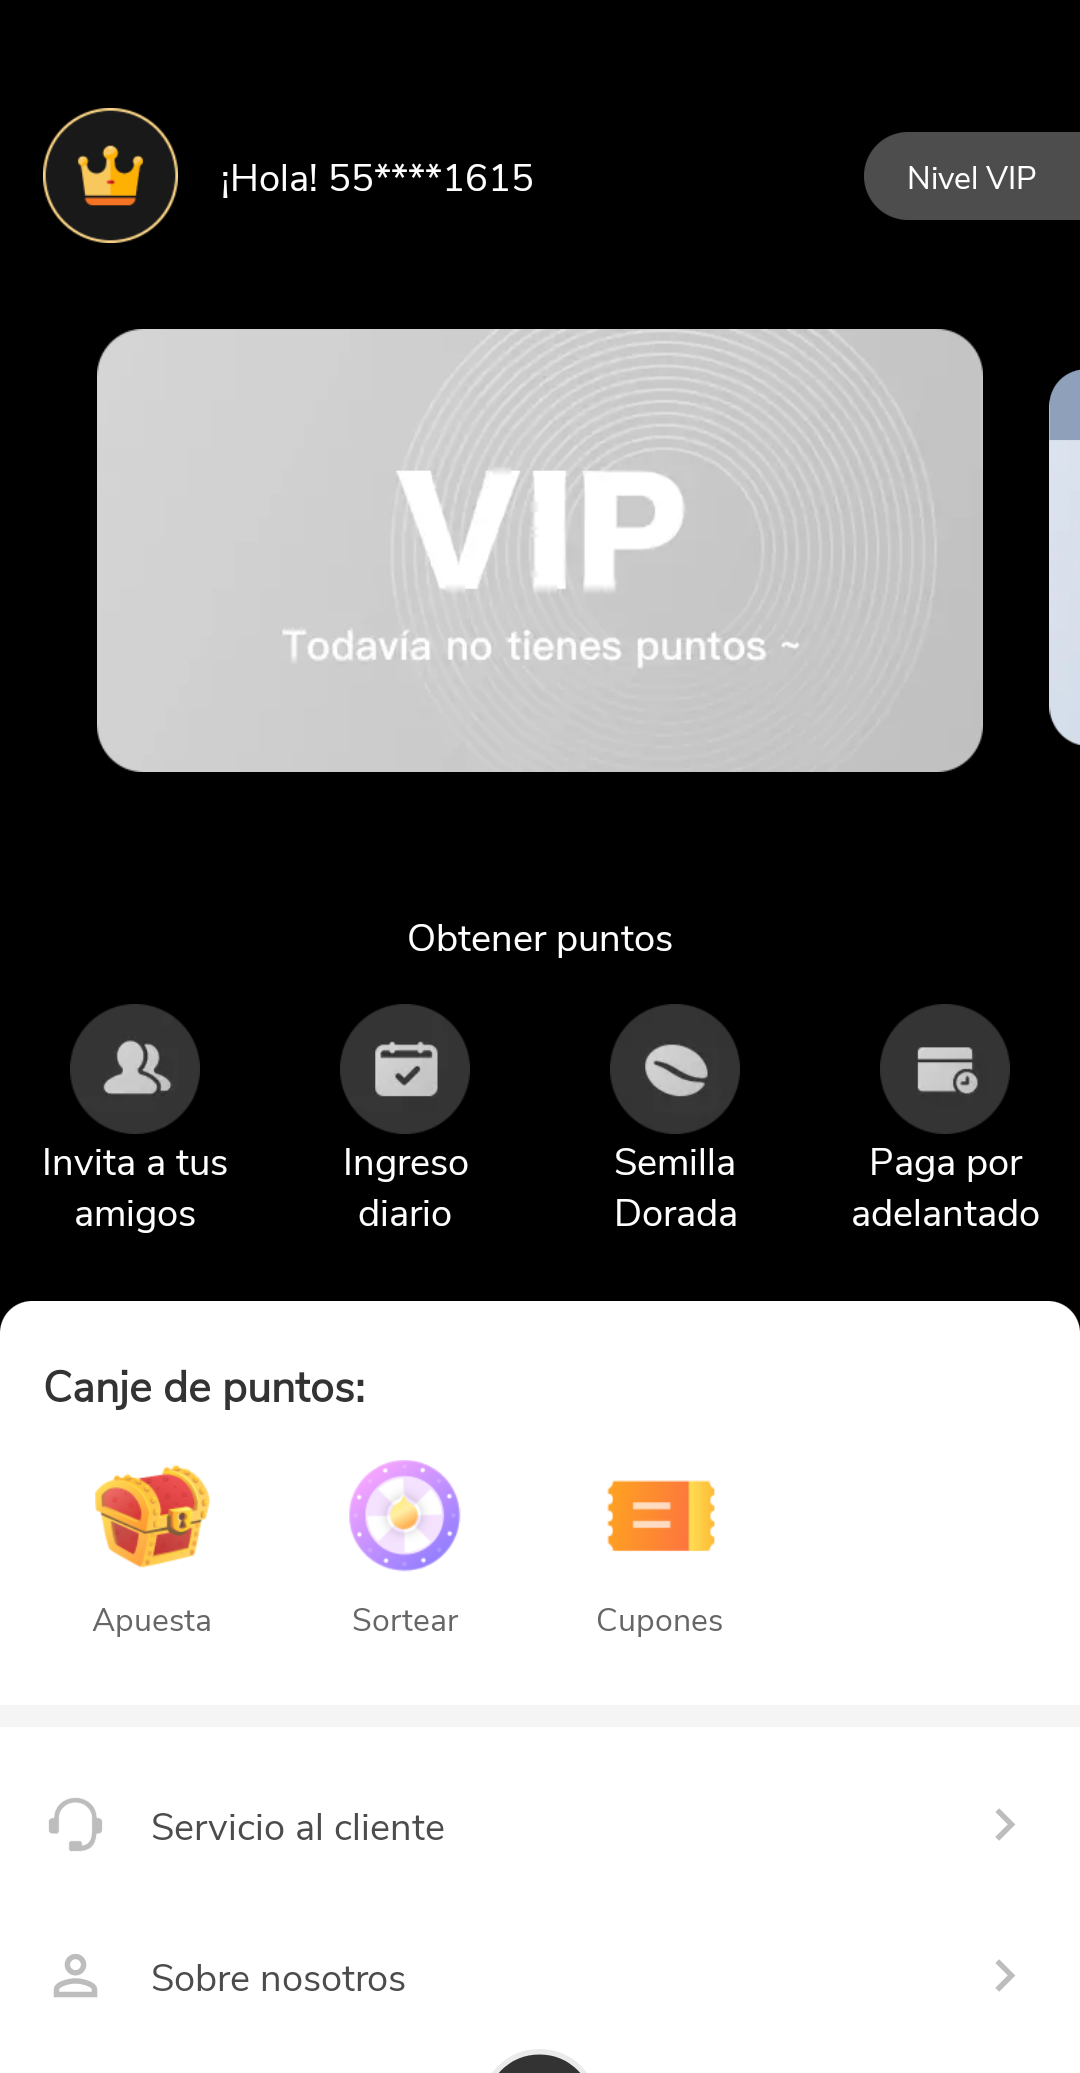 ¡Hola! 55****1615
Nivel VIP
VIP
Todavía no tienes puntos ~
Obtener puntos
Invita a tus
amigos
Ingreso
diario
Semilla
Dorada
Paga por
adelantado
Canje de puntos:
Apuesta
Sortear
Cupones
Servicio al cliente
Sobre nosotros